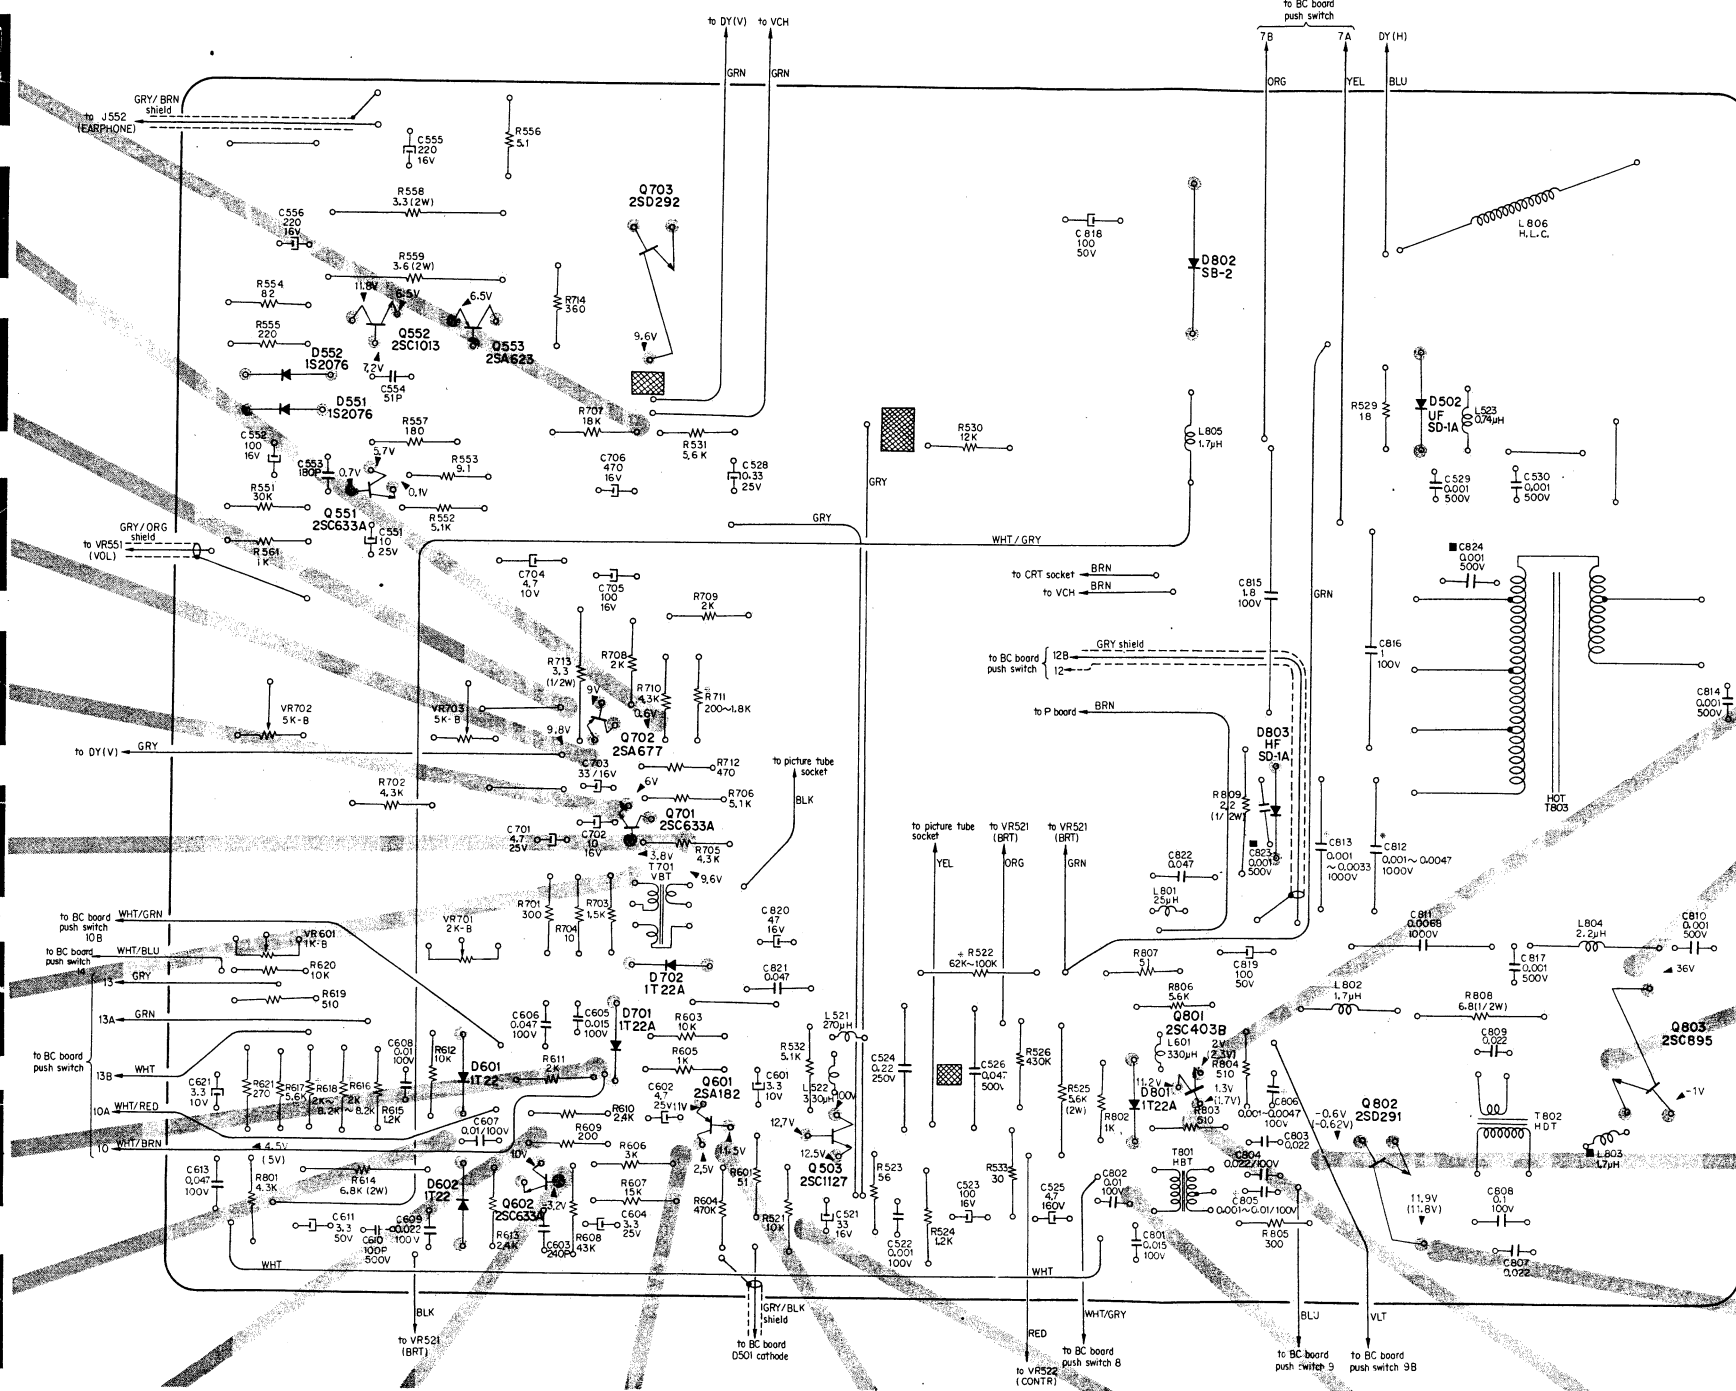 to DY(V) to VCH
to BC board
push switch
7B 7A DY(H)
GRN GRN
ORG YEL BLU
GRY/BRN
shield
to J552
(EARPHONE)
C555
220
16V
R556
5.1
R558
3.3(2W)
Q703
2SD292
C556
220
16V
C818
100
50V
L806
H.L.C.
D802
SB-2
R559
3.6(2W)
11.8V 6.5V 6.5V
R554
82
R714
360
R555
220
Q552
2SC1013
Q553
2SA623
9.6V
D552
1S2076
7.2V
C554
51P
D551
1S2076
R557
180
R707
18K
R531
5.6K
R530
12K
L805
1.7μH
R529
18
D502
UF
SD-1A
L523
0.74μH
C552
100
16V
C553
180P
5.7V
0.7V
R553
9.1
0.1V
C706
470
16V
C528
0.33
25V
GRY
C529
0.001
500V
C530
0.001
500V
R551
30K
Q551
2SC633A
R552
5.1K
GRY
GRY/ORG
shield
to VR551
(VOL)
R561
1K
C551
10
25V
WHT/GRY
C704
4.7
10V
C705
100
16V
to CRT socket BRN
to VCH BRN
C815
1.8
100V
GRN
C824
0.001
500V
R709
2K
C816
1
100V
R713
3.3
(1/2W)
R708
2K
to BC board
push switch
12B
12
GRY shield
VR702
5K-B
VR703
5K-B
9V
R710
4.3K
0.6V
R711
200~1.8K
to P board BRN
C814
0.001
500V
to DY(V) GRY
9.8V
Q702
2SA677
D803
HF
SD-1A
C703
33/16V
R712
470
to picture tube
socket
R702
4.3K
6V
R706
5.1K
BLK
HOT
T803
R809
2.2
(1/2W)
C701
4.7
25V
C702
10
16V
Q701
2SC633A
R705
4.3K
3.8V
T701
VBT
9.6V
to picture tube
socket
to VR521
(BRT)
to VR521
(BRT)
YEL ORG GRN
C822
0.047
C823
0.001
500V
C813
0.001
~0.0033
1000V
C812
0.001~0.0047
1000V
L801
25μH
to BC board
push switch
10B
WHT/GRN
R701
300
R703
1.5K
R704
10
VR701
2K-B
C820
47
16V
VR601
1K-B
to BC board
push switch
14
WHT/BLU
R620
10K
D702
1T22A
C821
0.047
R522
62K~100K
R807
51
C819
100
50V
C811
0.0068
1000V
L804
2.2μH
C810
0.001
500V
C817
0.001
500V
36V
13 GRY
R619
510
13A GRN
C606
0.047
100V
C605
0.015
100V
D701
1T22A
R603
10K
L521
270μH
R806
5.6K
L802
1.7μH
R808
6.8(1/2W)
Q801
2SC403B
Q803
2SC895
to BC board
push switch
13B WHT
C608
0.01
100V
R612
10K
D601
1T22
R611
2K
R605
1K
R532
5.1K
C524
0.22
250V
C526
0.047
500V
R526
430K
L601
330μH
2V
(2.3V)
R804
510
C809
0.022
C621
3.3
10V
R621
270
R617
5.6K
R618
2K~
8.2K
R616
2K
~8.2K
R615
1.2K
10A WHT/RED
C602
4.7
25V
Q601
2SA182
11V
C601
3.3
10V
L522
330μH
100V
R525
5.6K
(2W)
R802
1K
11.2V
D801
1T22A
1.3V
(1.7V)
R803
510
C806
0.001~0.0047
100V
-0.6V
(-0.62V)
Q802
2SD291
-1V
R610
2.4K
C607
0.01/100V
R609
200
12.7V
C803
0.022
T802
HDT
10 WHT/BRN
4.5V
(5V)
10V
R606
3K
2.5V
11.5V
R601
51
12.5V
Q503
2SC1127
R523
56
R533
30
C802
0.01
100V
T801
HBT
C804
0.022/100V
L803
1.7μH
C613
0.047
100V
R801
4.3K
R614
6.8K (2W)
D602
1T22
Q602
2SC633A
3.2V
R607
15K
R604
470K
R521
10K
C521
33
16V
C523
100
16V
C525
4.7
160V
C805
0.001~0.01/100V
11.9V
(11.8V)
C608
0.1
100V
C611
3.3
50V
C610
100P
500V
C609
0.022
100V
R613
2.4K
C603
240P
R608
43K
C604
3.3
25V
C522
0.001
100V
R524
1.2K
C801
0.015
100V
R805
300
C807
0.022
WHT WHT
BLK
to VR521
(BRT)
GRY/BLK
shield
to BC board
D501 cathode
RED
to VR522
(CONTR)
WHT/GRY
to BC board
push switch 8
BLU
to BC board
push switch 9
VLT
to BC board
push switch 9B